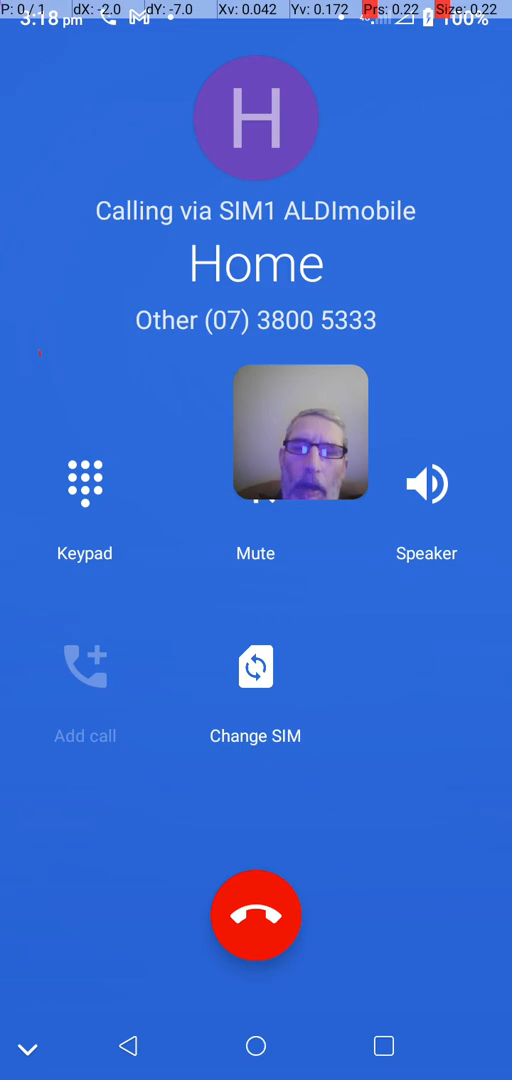 P: 0 / 1 dX: -2.0 dY: -7.0 Xv: 0.042 Yv: 0.172 Prs: 0.22 Size: 0.22
3:18 pm 100%
H
Calling via SIM1 ALDImobile
Home
Other (07) 3800 5333
Keypad Mute Speaker
Add call Change SIM